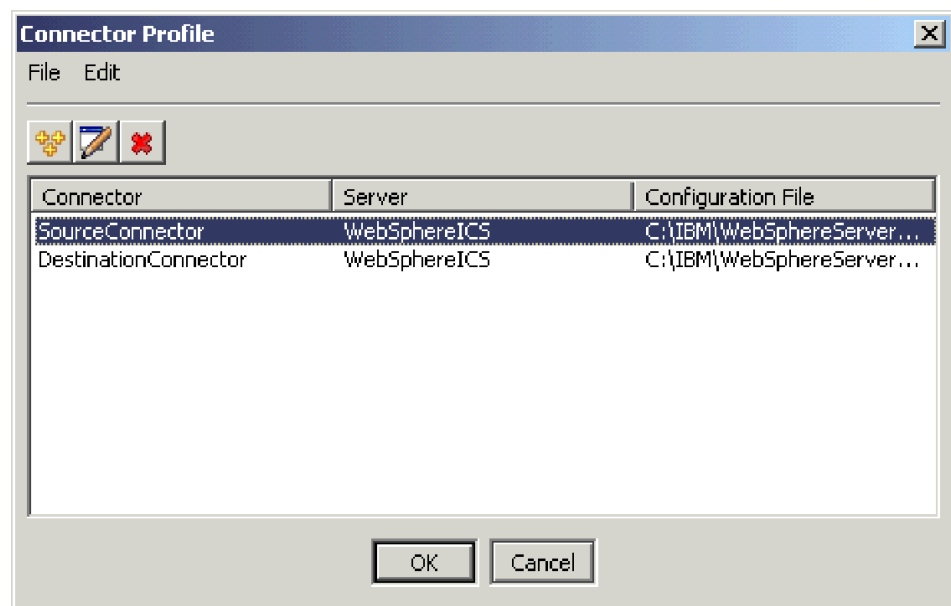 Connector Profile
File Edit
Connector Server Configuration File
SourceConnector WebSphereICS C:\IBM\WebSphereServer...
DestinationConnector WebSphereICS C:\IBM\WebSphereServer...
OK Cancel